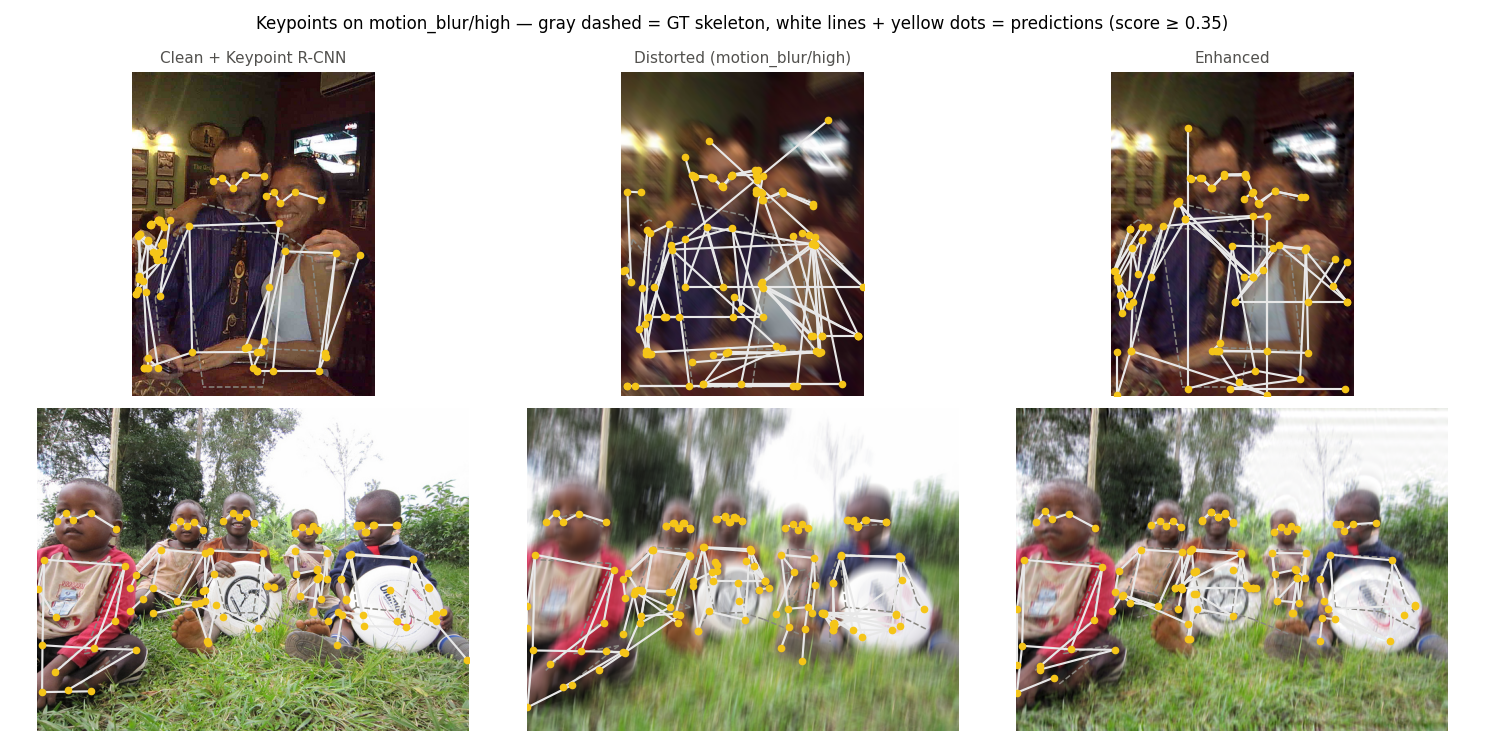 Keypoints on motion_blur/high — gray dashed = GT skeleton, white lines + yellow dots = predictions (score ≥ 0.35)
Clean + Keypoint R-CNN
Distorted (motion_blur/high)
Enhanced